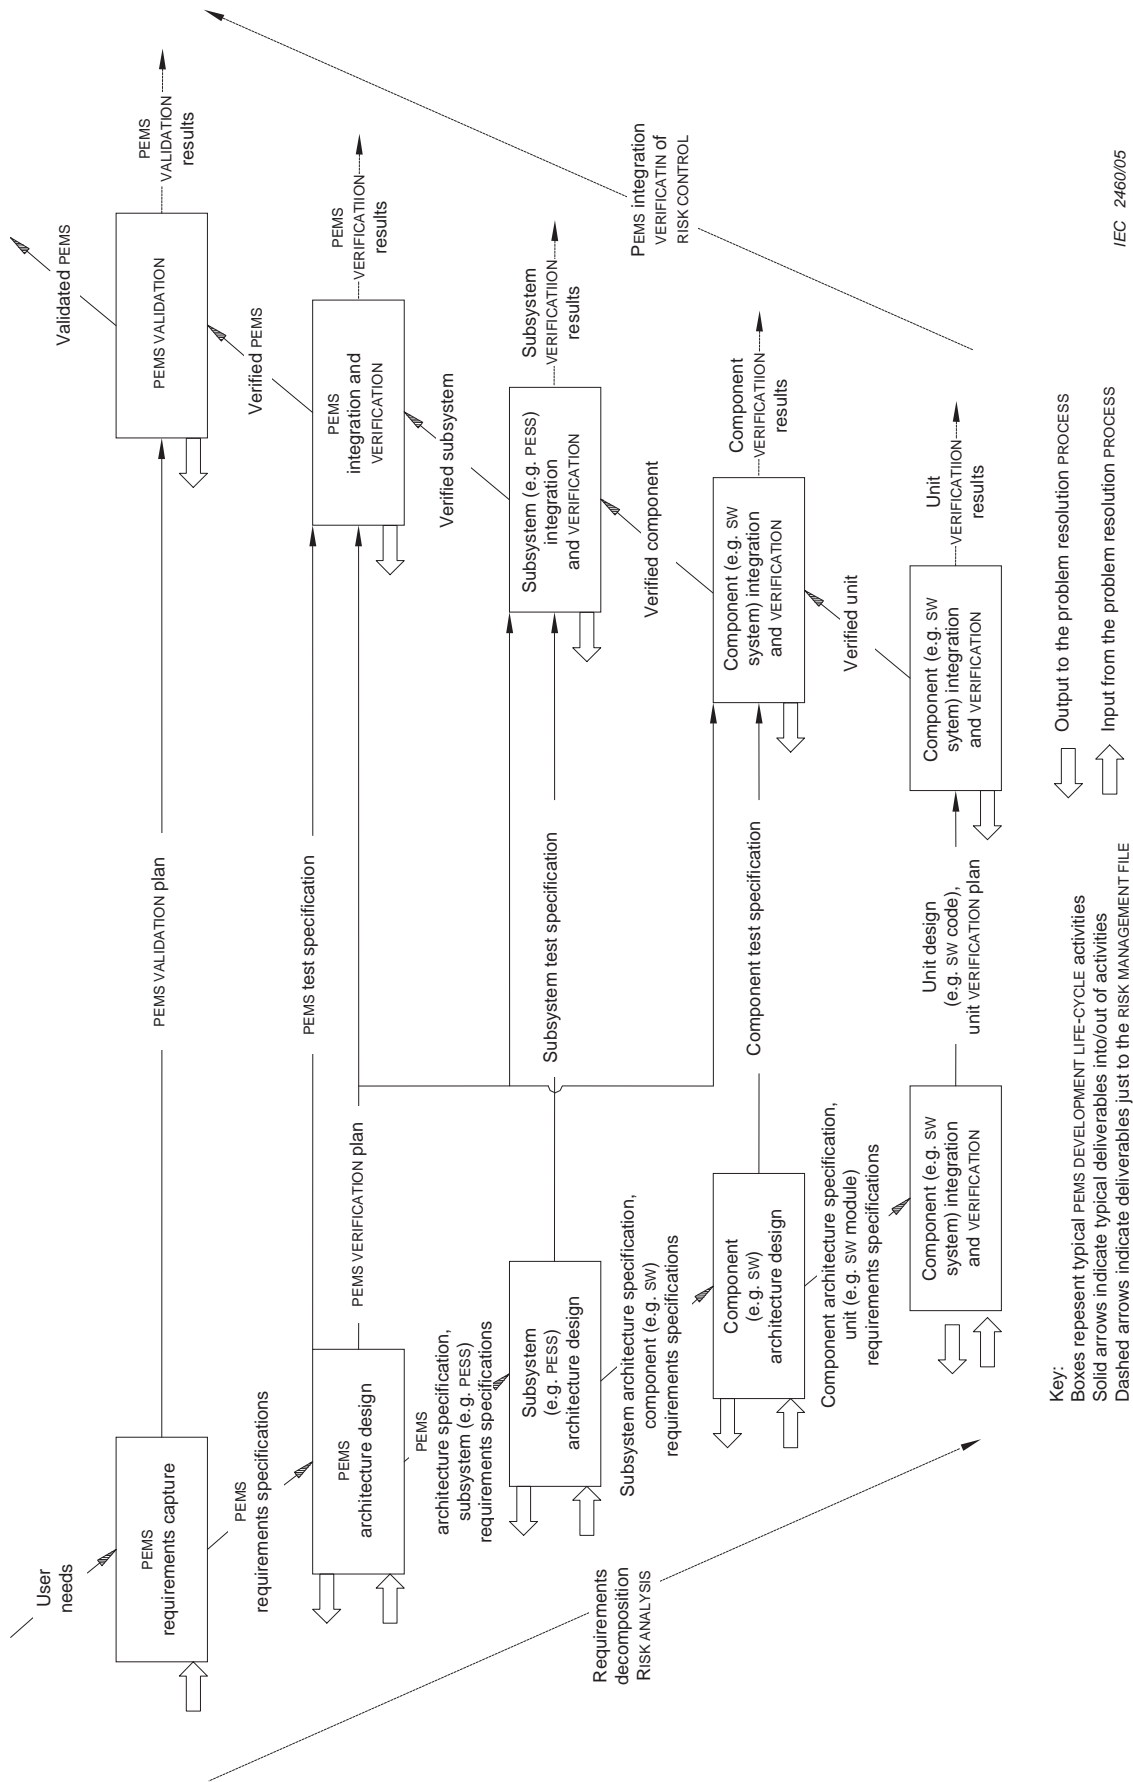 User
needs
PEMS
requirements capture
PEMS
requirements specifications
PEMS
architecture design
PEMS
architecture specification,
subsystem (e.g. PESS)
requirements specifications
Subsystem
(e.g. PESS)
architecture design
Subsystem architecture specification,
component (e.g. SW)
requirements specifications
Component
(e.g. SW)
architecture design
Component architecture specification,
unit (e.g. SW module)
requirements specifications
Component (e.g. SW
system) integration
and VERIFICATION
Requirements
decomposition
RISK ANALYSIS
PEMS VALIDATION plan
PEMS test specification
PEMS VERIFICATION plan
Subsystem test specification
Component test specification
Unit design
(e.g. SW code),
unit VERIFICATION plan
Validated PEMS
PEMS VALIDATION
PEMS
VALIDATION
results
Verified PEMS
PEMS
integration and
VERIFICATION
PEMS
VERIFICATIION
results
Verified subsystem
Subsystem (e.g. PESS)
integration
and VERIFICATION
Subsystem
VERIFICATIION
results
Verified component
Component (e.g. SW
system) integration
and VERIFICATION
Component
VERIFICATIION
results
Verified unit
Component (e.g. SW
sytem) integration
and VERIFICATION
Unit
VERIFICATIION
results
PEMS integration
VERIFICATIN of
RISK CONTROL
Key:
Boxes repesent typical PEMS DEVELOPMENT LIFE-CYCLE activities
Solid arrows indicate typical deliverables into/out of activities
Dashed arrows indicate deliverables just to the RISK MANAGEMENT FILE
Output to the problem resolution PROCESS
Input from the problem resolution PROCESS
IEC 2460/05